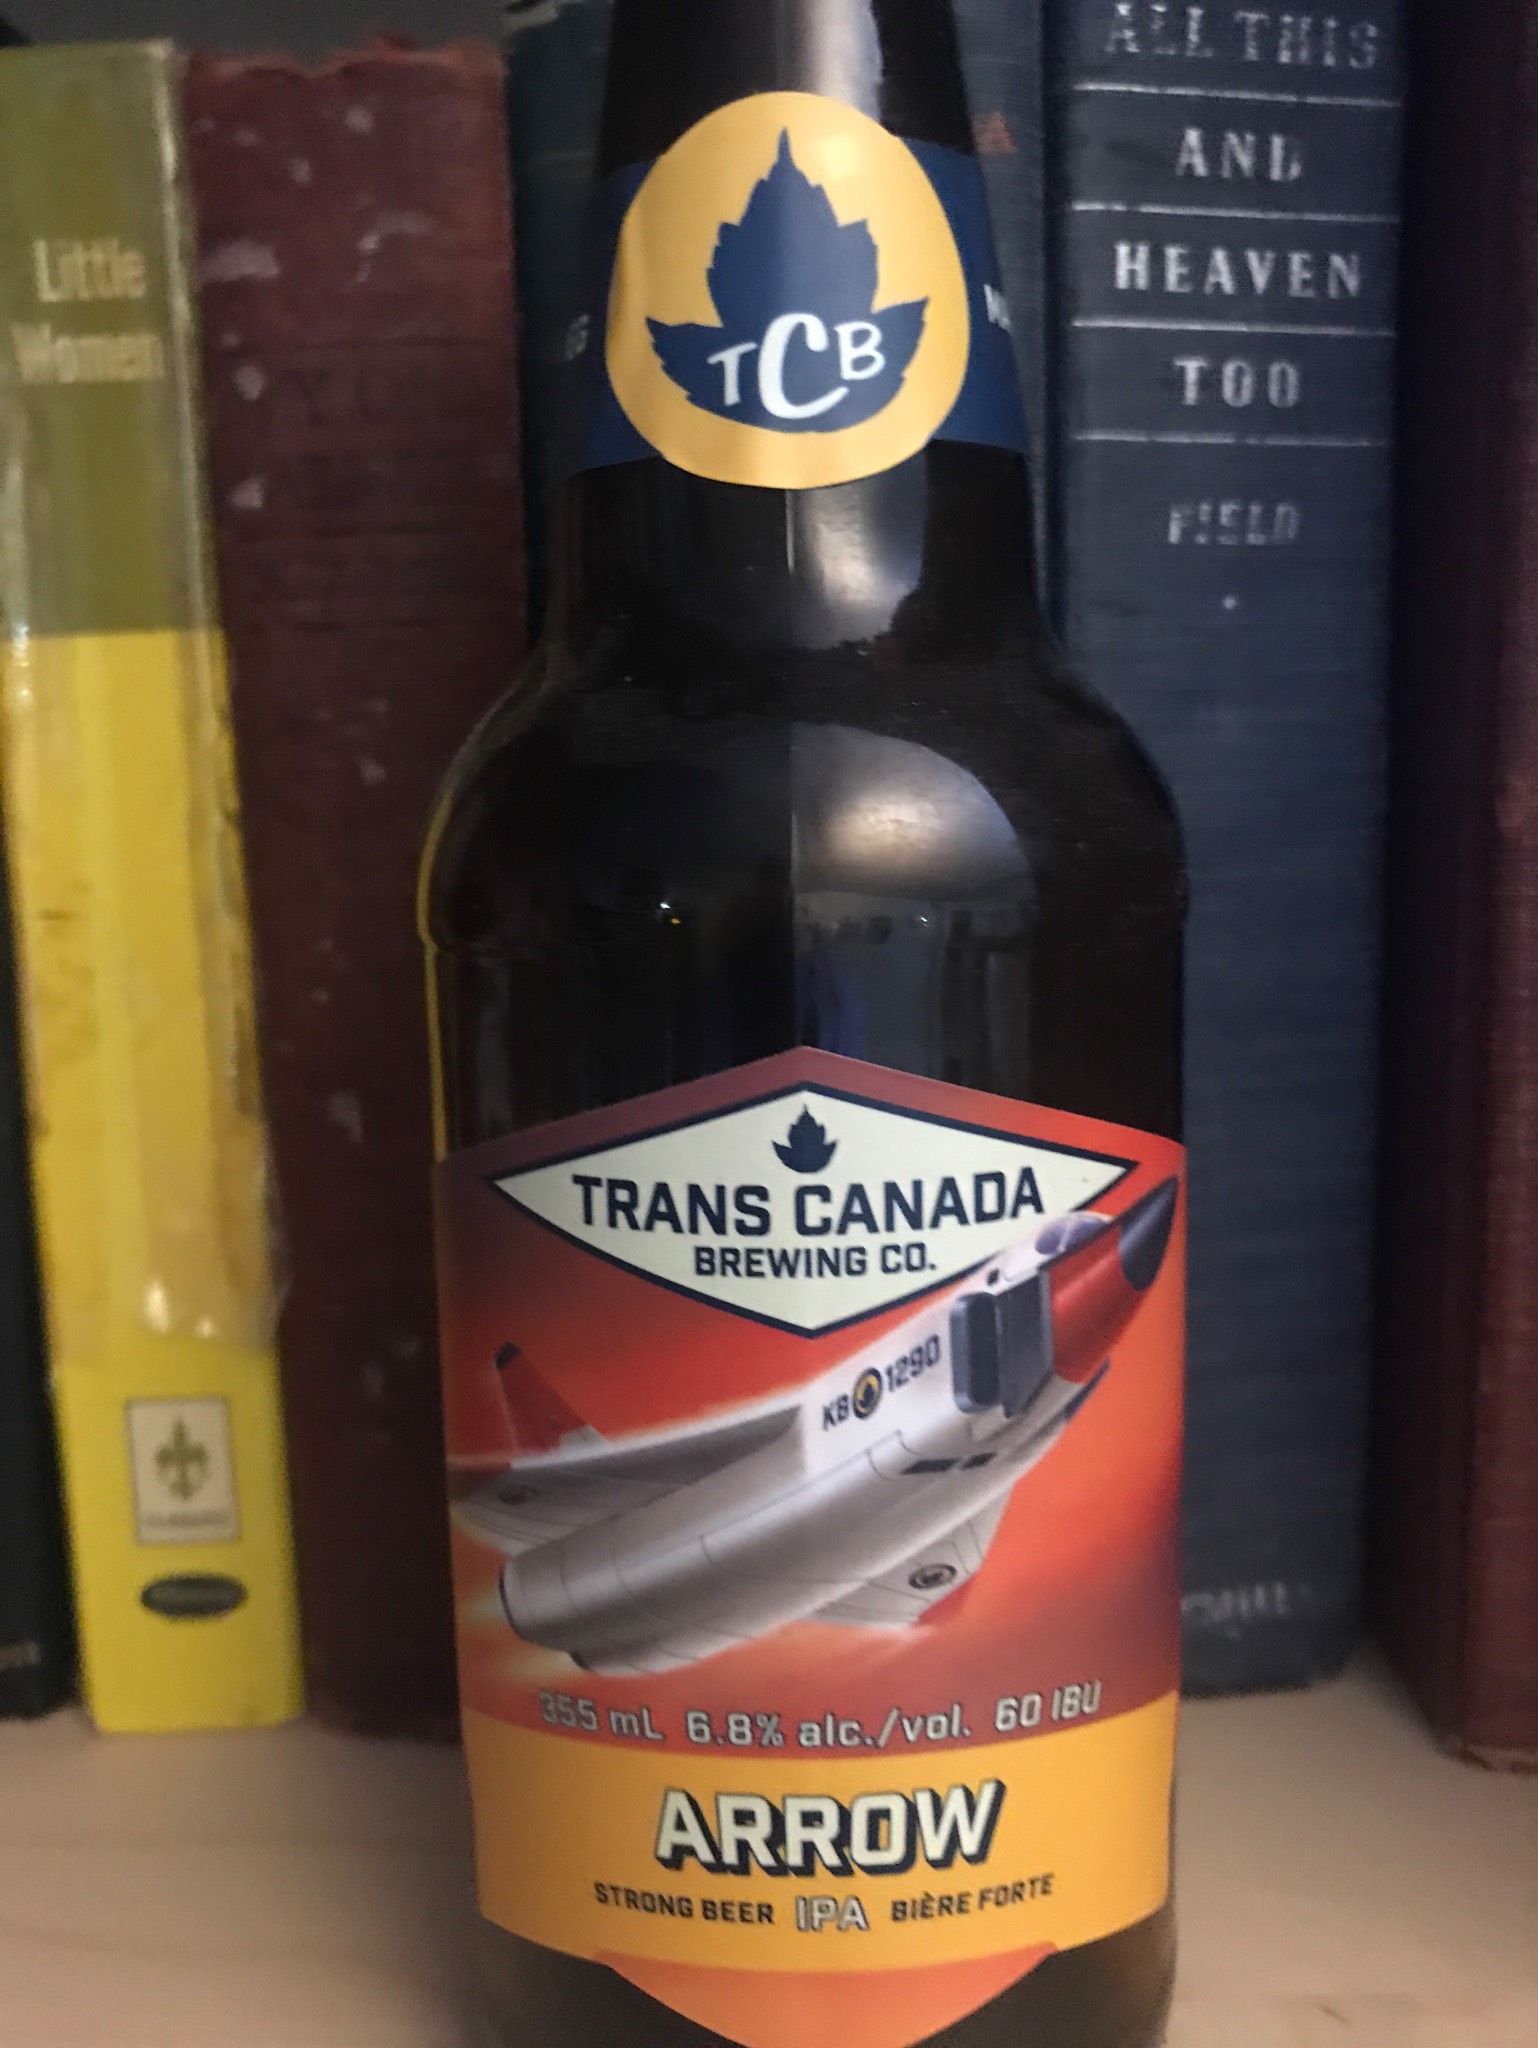 Little
Women
ALL THIS
AND
HEAVEN
TOO
FIELD
TCB
TRANS CANADA
BREWING CO.
KB 1290
355 mL 6.8% alc./vol. 60 IBU
ARROW
STRONG BEER IPA BIÈRE FORTE